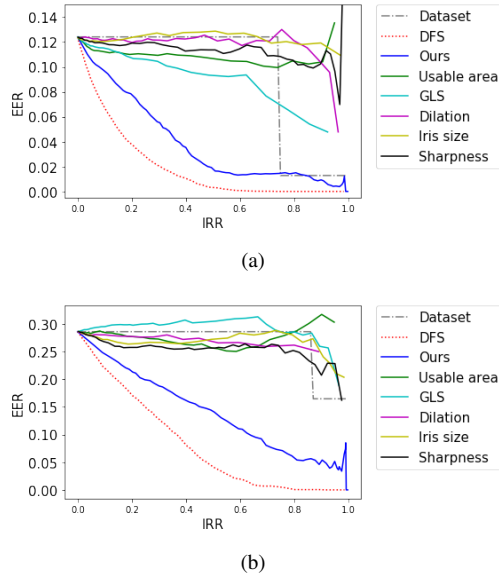 0.14
0.12
0.10
0.08
0.06
0.04
0.02
0.00
EER
0.0 0.2 0.4 0.6 0.8 1.0
IRR
Dataset
DFS
Ours
Usable area
GLS
Dilation
Iris size
Sharpness
(a)
0.30
0.25
0.20
0.15
0.10
0.05
0.00
EER
0.0 0.2 0.4 0.6 0.8 1.0
IRR
Dataset
DFS
Ours
Usable area
GLS
Dilation
Iris size
Sharpness
(b)